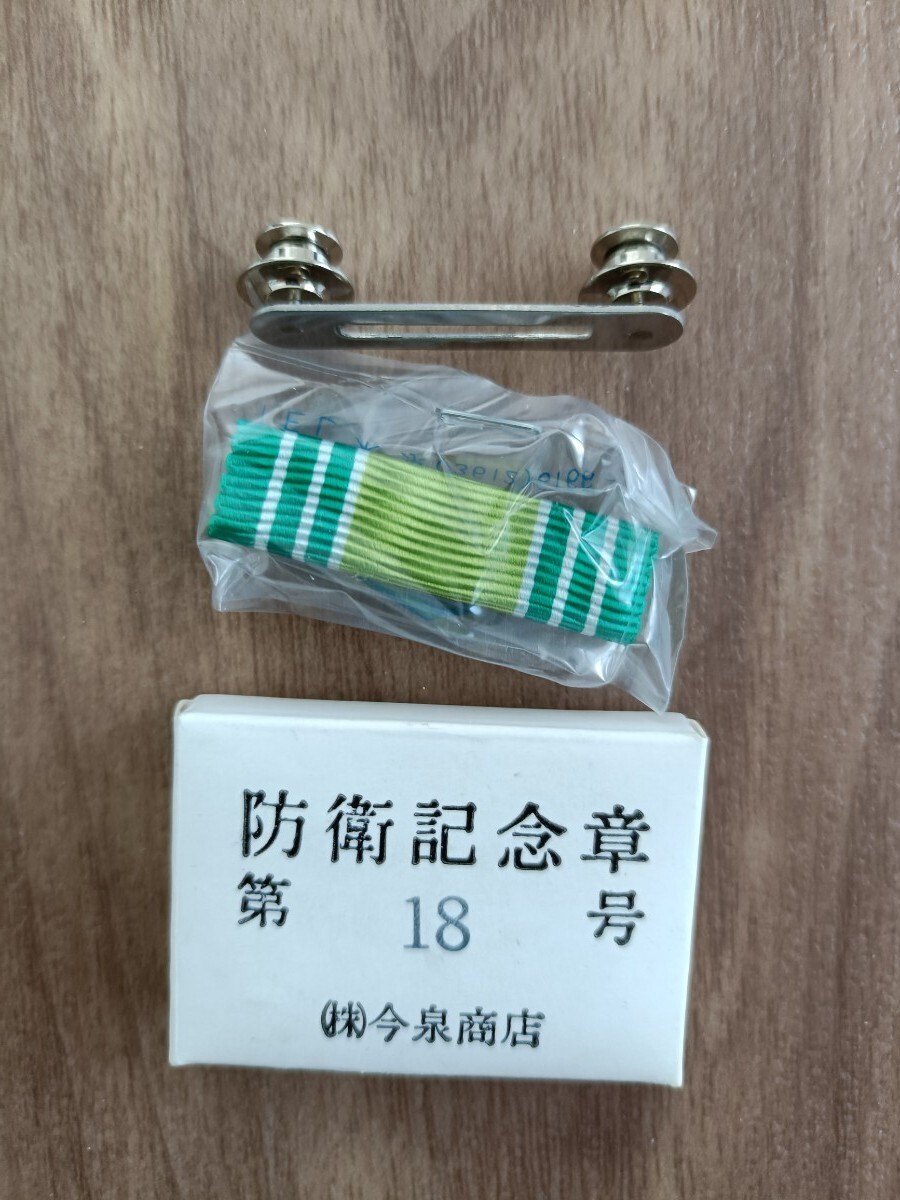 防衛記念章
第 18 号
㈱今泉商店